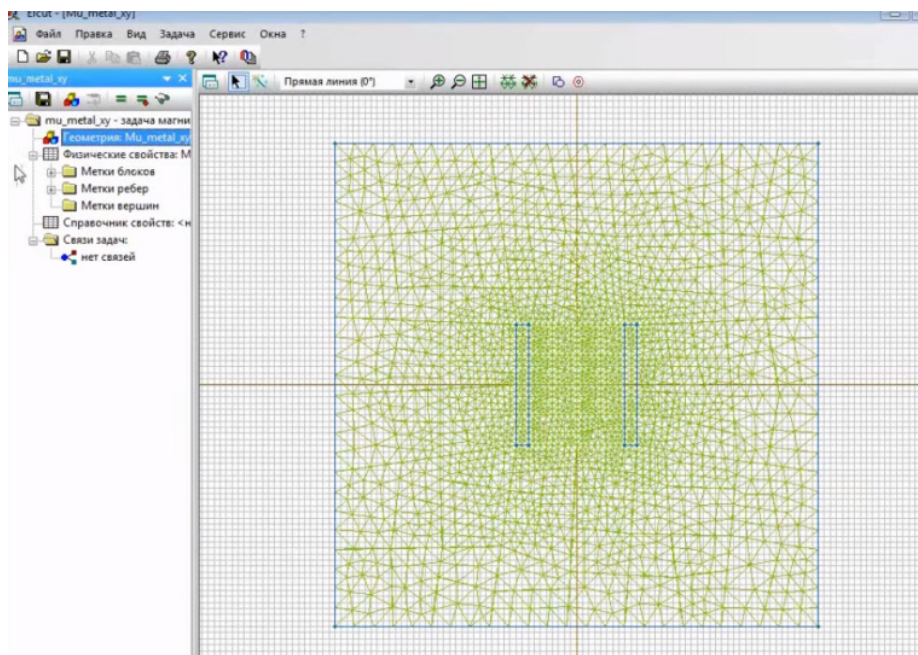 Elcut - [Mu_metal_xy]
Файл Правка Вид Задача Сервис Окна ?
mu_metal_xy
Прямая линия (0°)
mu_metal_xy - задача магни
Геометрия: Mu_metal_xy
Физические свойства: M
Метки блоков
Метки ребер
Метки вершин
Справочник свойств: <н
Связи задач:
нет связей